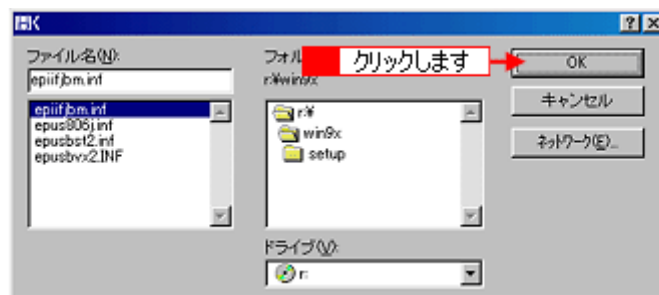 開く
ファイル名(N):
epiifjbm.inf
epiifjbm.inf
epus806j.inf
epusbst2.inf
epusbvx2.INF
フォル
r:¥win9x
r:¥
win9x
setup
ドライブ(V):
r:
クリックします
OK
キャンセル
ネットワーク(E)...